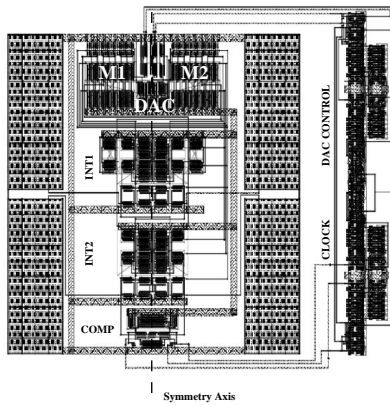 M1 M2
DAC
INT1
INT2
COMP
DAC CONTROL
CLOCK
Symmetry Axis